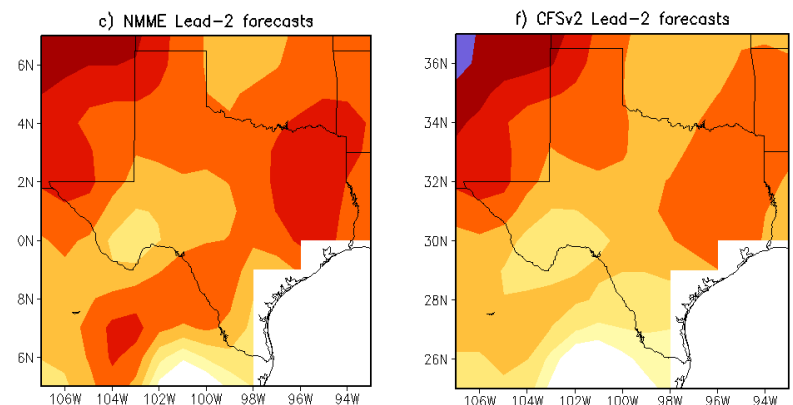 c) NMME Lead-2 forecasts
f) CFSv2 Lead-2 forecasts
6N
4N
2N
0N
8N
6N
106W 104W 102W 100W 98W 96W 94W
36N
34N
32N
30N
28N
26N
106W 104W 102W 100W 98W 96W 94W